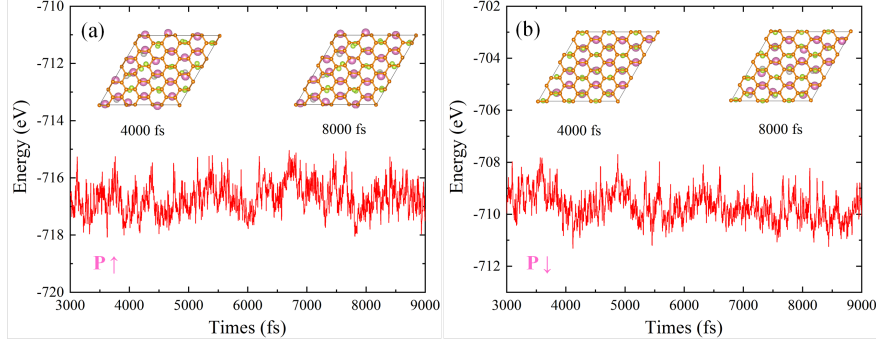 (a)
Energy (eV)
-710
-712
-714
-716
-718
-720
4000 fs
8000 fs
P ↑
3000 4000 5000 6000 7000 8000 9000
Times (fs)
(b)
Energy (eV)
-702
-704
-706
-708
-710
-712
4000 fs
8000 fs
P ↓
3000 4000 5000 6000 7000 8000 9000
Times (fs)